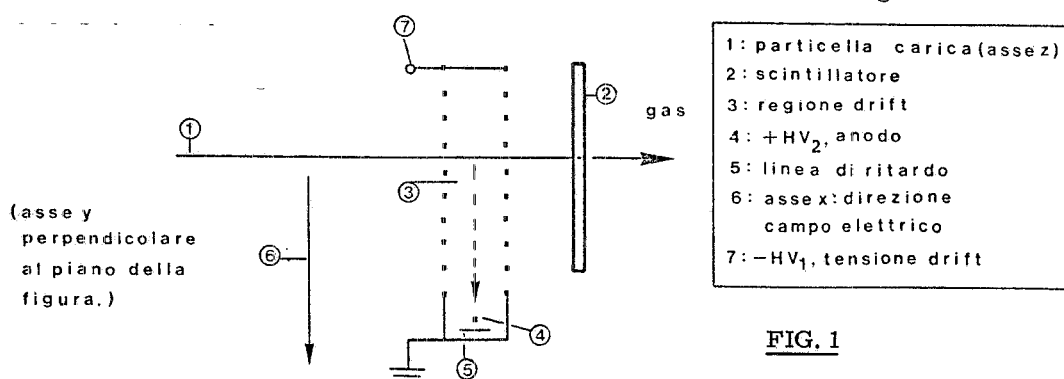 ⑦
①
③
②
gas
(asse y
perpendicolare
al piano della
figura.)
⑥
④
⑤
1: particella carica (asse z)
2: scintillatore
3: regione drift
4: +HV₂, anodo
5: linea di ritardo
6: asse x: direzione
campo elettrico
7: -HV₁, tensione drift
FIG. 1